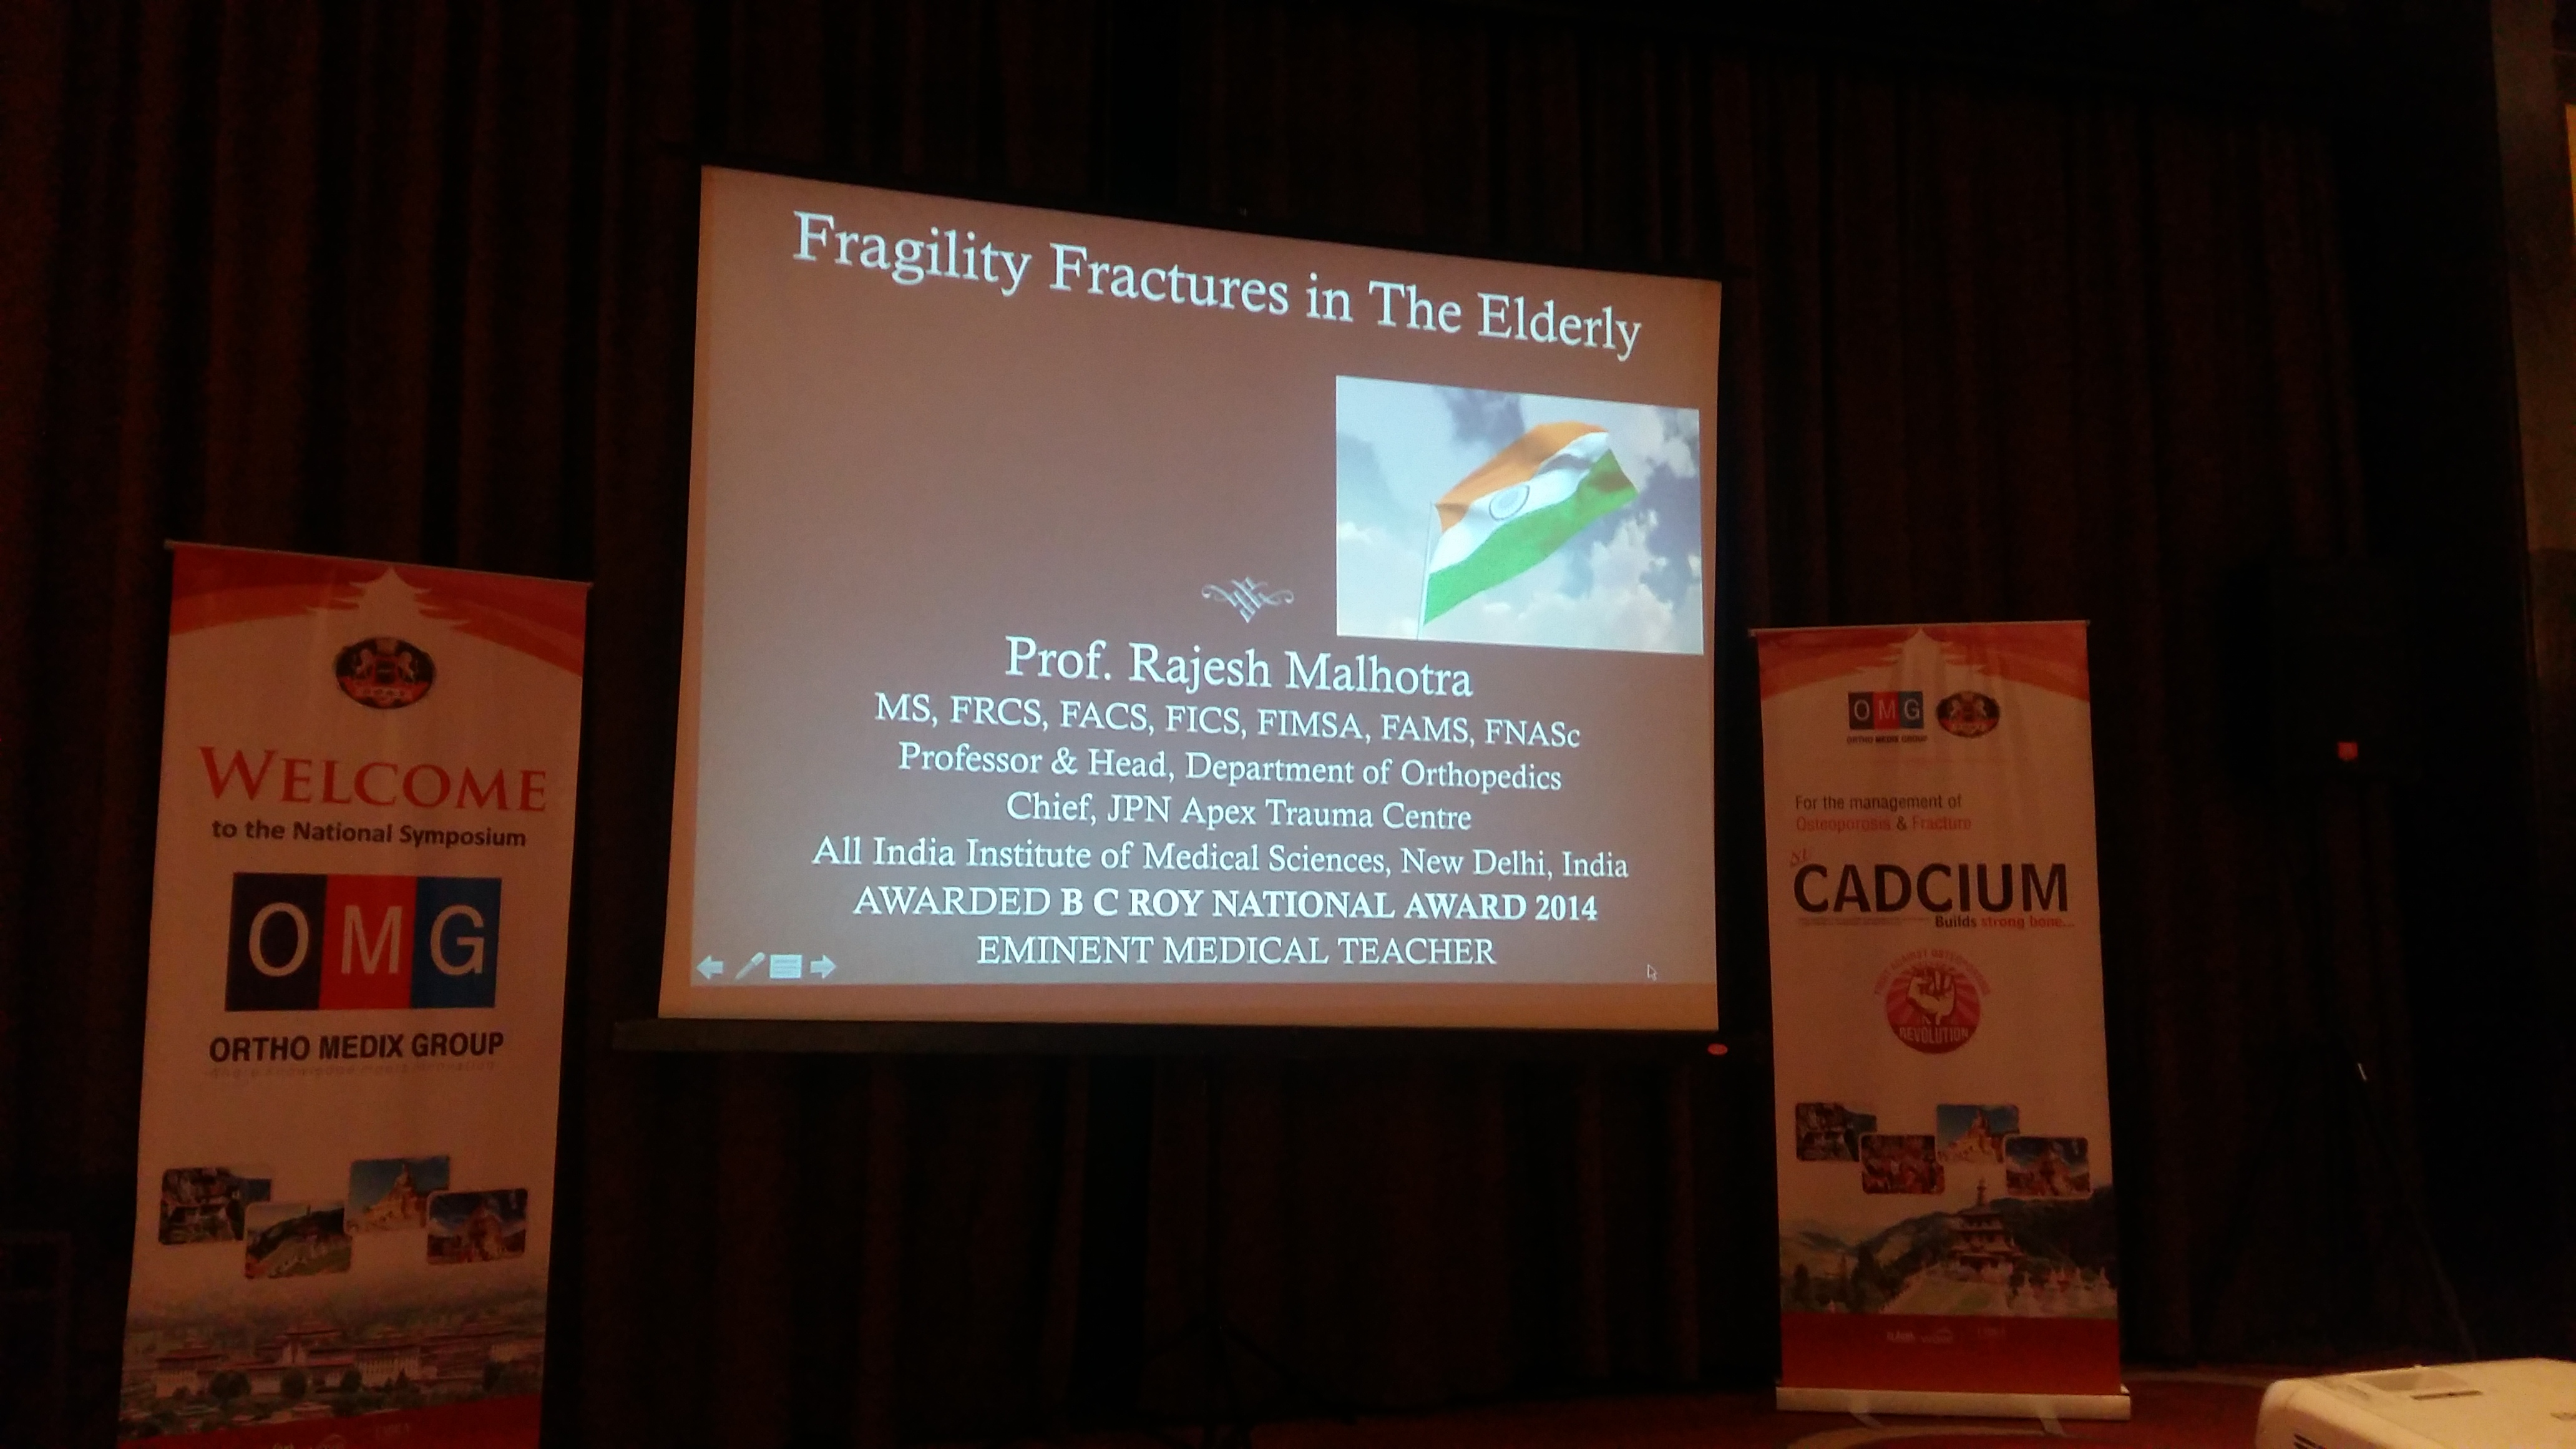 Fragility Fractures in The Elderly
Prof. Rajesh Malhotra
MS, FRCS, FACS, FICS, FIMSA, FAMS, FNASc
Professor & Head, Department of Orthopedics
Chief, JPN Apex Trauma Centre
All India Institute of Medical Sciences, New Delhi, India
AWARDED B C ROY NATIONAL AWARD 2014
EMINENT MEDICAL TEACHER
WELCOME
to the National Symposium
OMG
ORTHO MEDIX GROUP
OMG
ORTHO MEDIX GROUP
For the management of
Osteoporosis & Fracture
CADCIUM
Builds strong bone...
REVOLUTION